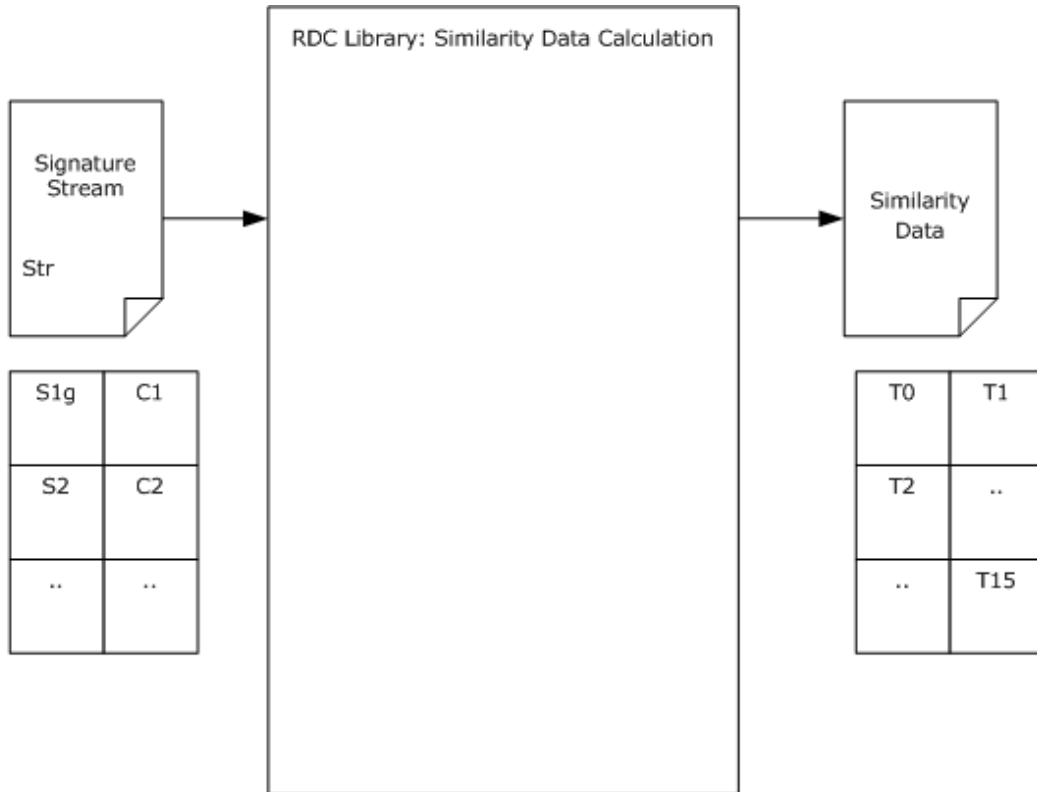 RDC Library: Similarity Data Calculation
Signature
Stream
Str
Similarity
Data
S1g C1
S2 C2
.. ..
T0 T1
T2 ..
.. T15